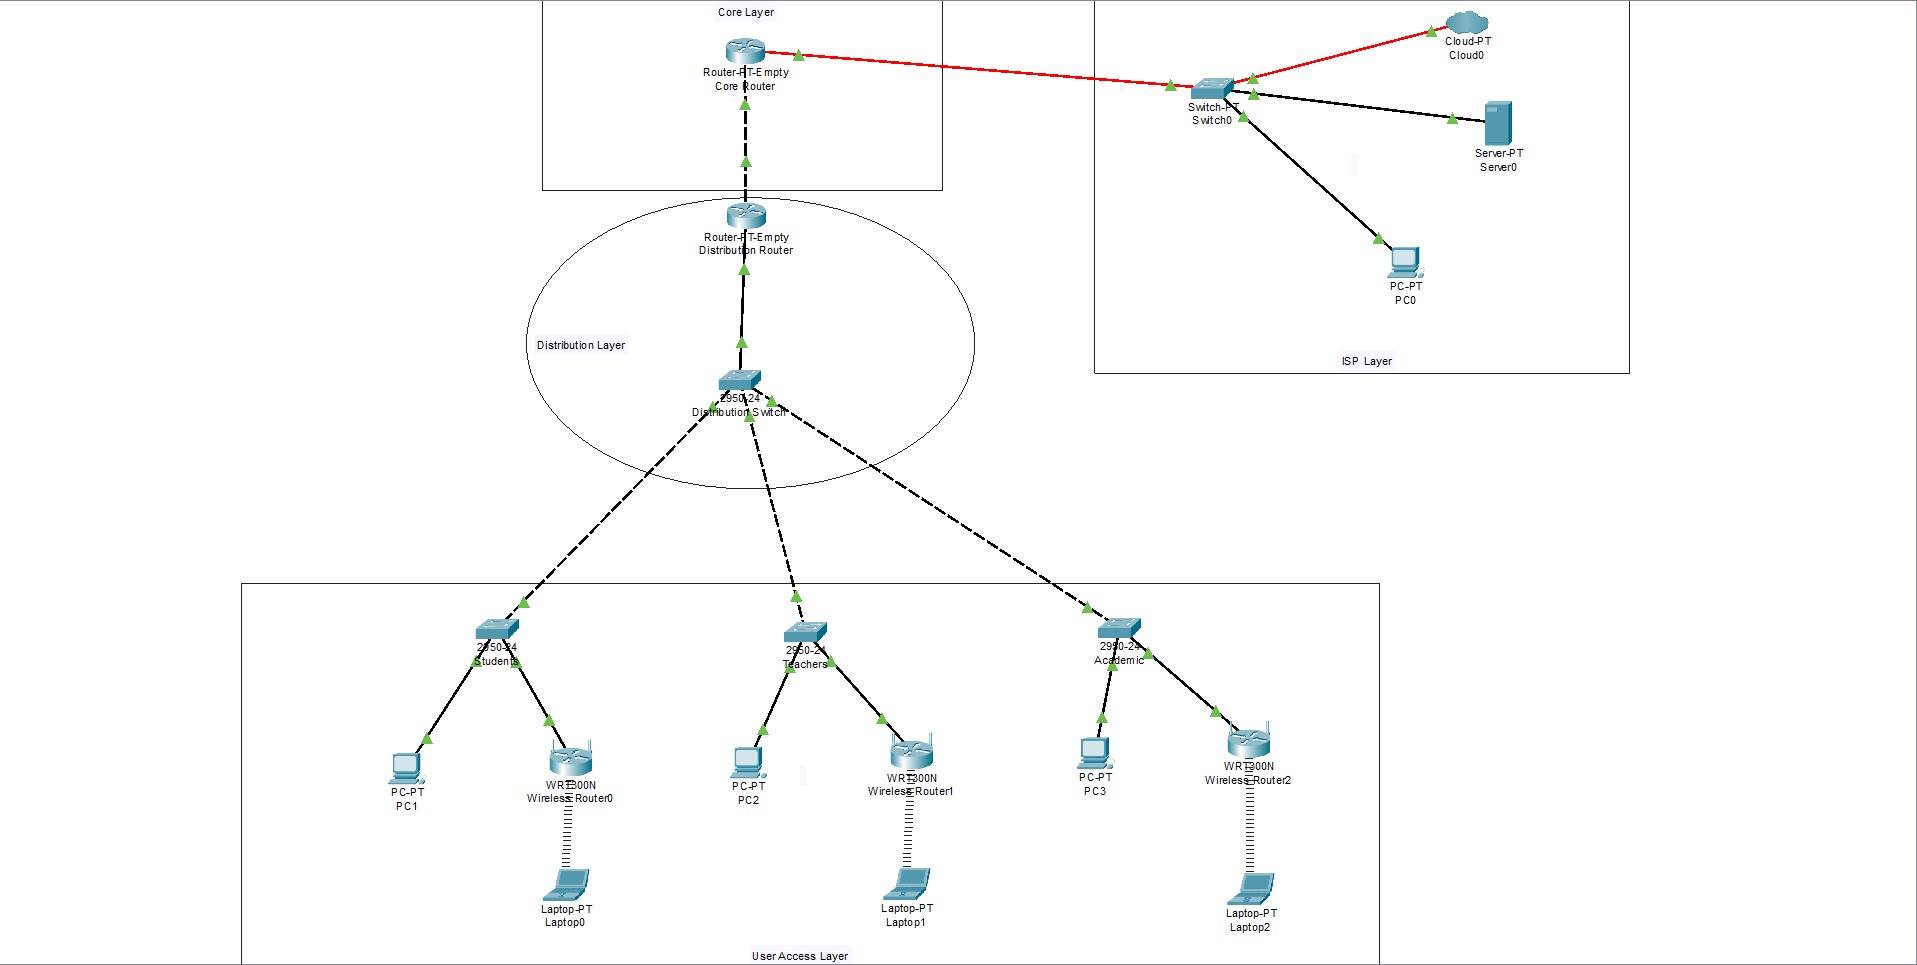 Core Layer
Router-PT-Empty
Core Router
Cloud-PT
Cloud0
Switch-PT
Switch0
Server-PT
Server0
PC-PT
PC0
ISP Layer
Router-PT-Empty
Distribution Router
Distribution Layer
2950-24
Distribution Switch
2950-24
Students
2950-24
Teachers
2950-24
Academic
PC-PT
PC1
WRT300N
Wireless Router0
PC-PT
PC2
WRT300N
Wireless Router1
PC-PT
PC3
WRT300N
Wireless Router2
Laptop-PT
Laptop0
Laptop-PT
Laptop1
Laptop-PT
Laptop2
User Access Layer